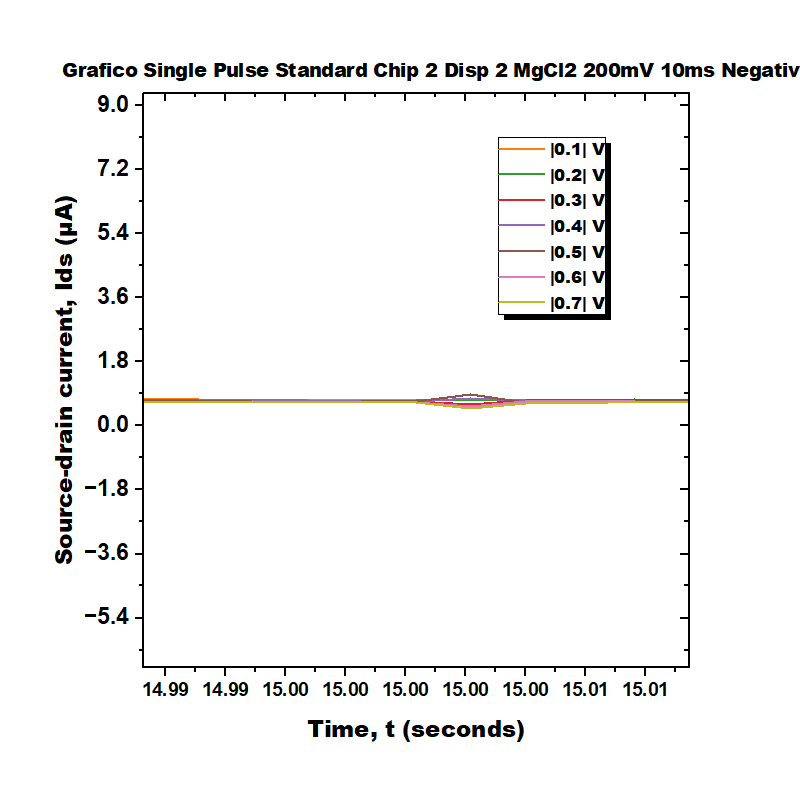 Grafico Single Pulse Standard Chip 2 Disp 2 MgCl2 200mV 10ms Negativ
9.0
7.2
5.4
3.6
1.8
0.0
−1.8
−3.6
−5.4
Source-drain current, Ids (µA)
|0.1| V
|0.2| V
|0.3| V
|0.4| V
|0.5| V
|0.6| V
|0.7| V
14.99 14.99 15.00 15.00 15.00 15.00 15.00 15.01 15.01
Time, t (seconds)